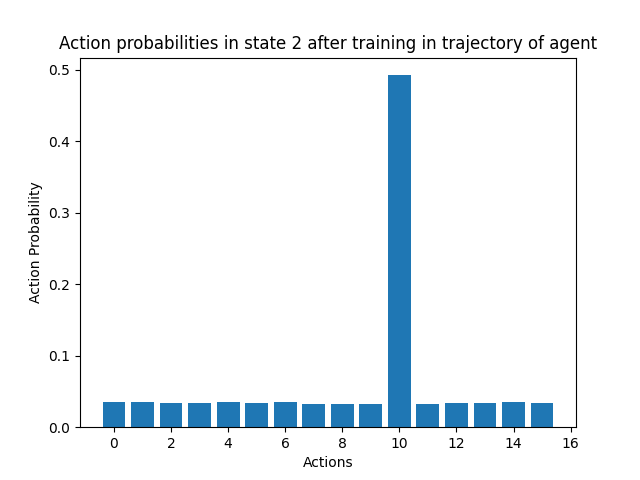 Action probabilities in state 2 after training in trajectory of agent
0.5
0.4
0.3
0.2
0.1
0.0
Action Probability
0 2 4 6 8 10 12 14 16
Actions